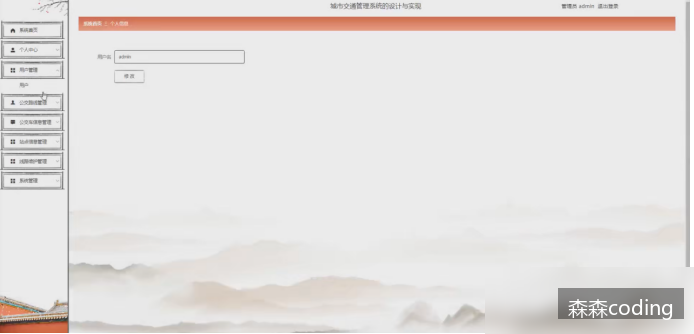 城市交通管理系统的设计与实现
管理员 admin 退出登录
个人信息
系统首页
个人中心
用户管理
用户
公交路线管理
公交车信息管理
站点信息管理
线路维护管理
系统管理
用户名
admin
修改
森森coding